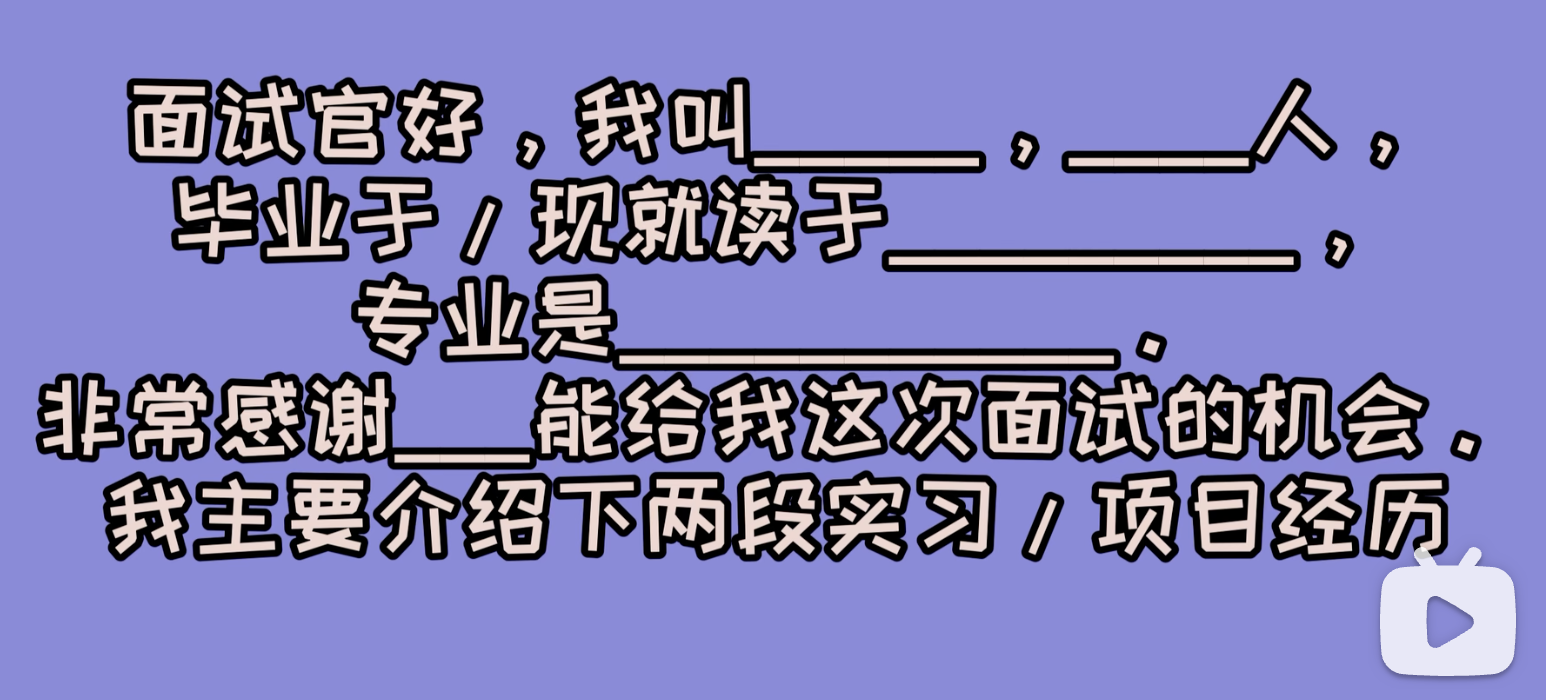 面试官好，我叫_____，____人，
毕业于/现就读于_________，
专业是___________.
非常感谢___能给我这次面试的机会.
我主要介绍下两段实习/项目经历